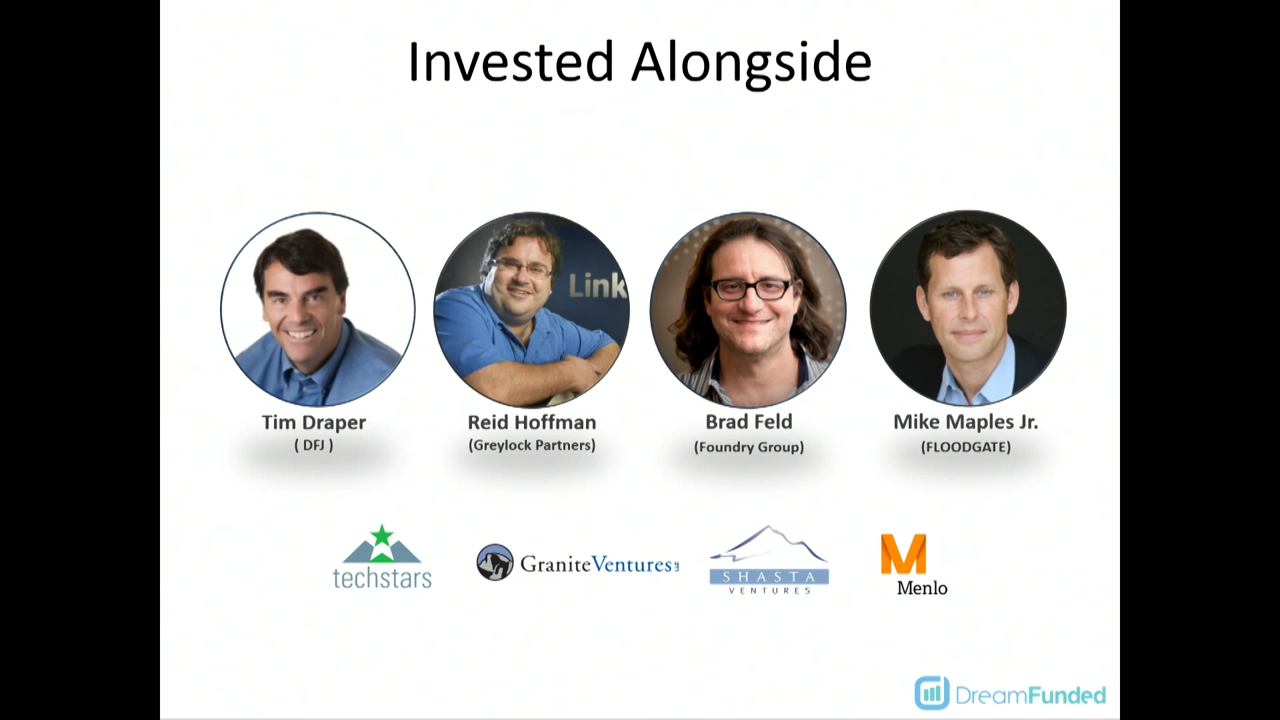 Invested Alongside
Link
Tim Draper
( DFJ )
Reid Hoffman
(Greylock Partners)
Brad Feld
(Foundry Group)
Mike Maples Jr.
(FLOODGATE)
techstars
GraniteVentures
SHASTA
VENTURES
M
Menlo
DreamFunded